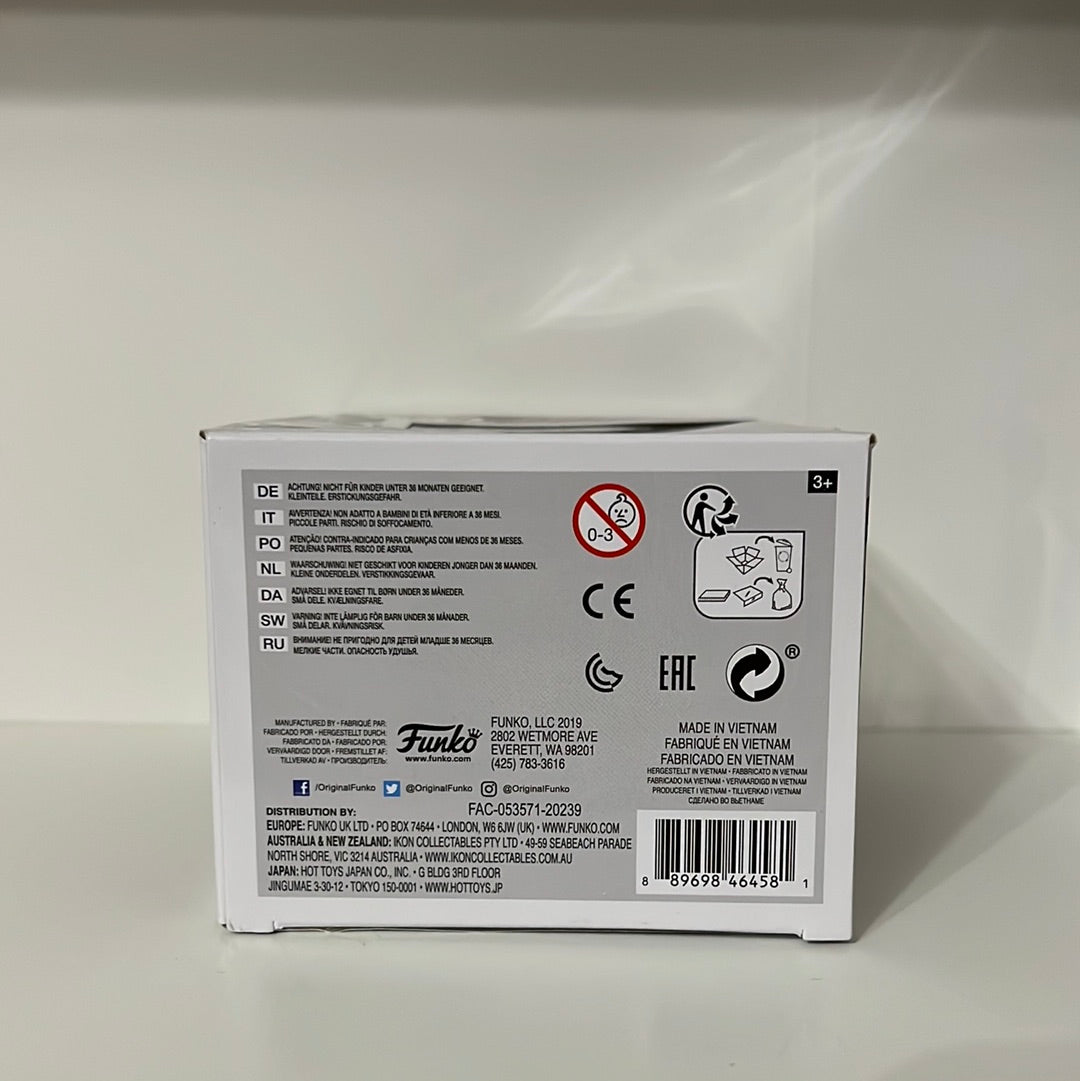 3+
DE ACHTUNG! NICHT FÜR KINDER UNTER 36 MONATEN GEEIGNET.
KLEINTEILE. ERSTICKUNGSGEFAHR.
IT AVVERTENZA! NON ADATTO A BAMBINI DI ETÀ INFERIORE A 36 MESI.
PICCOLE PARTI. RISCHIO DI SOFFOCAMENTO.
PO ATENÇÃO! CONTRA-INDICADO PARA CRIANÇAS COM MENOS DE 36 MESES.
PEQUENAS PARTES. RISCO DE ASFIXIA.
NL WAARSCHUWING! NIET GESCHIKT VOOR KINDEREN JONGER DAN 36 MAANDEN.
KLEINE ONDERDELEN. VERSTIKKINGSGEVAAR.
DA ADVARSEL! IKKE EGNET TIL BØRN UNDER 36 MÅNEDER.
SMÅ DELE. KVÆLNINGSFARE.
SW VARNING! INTE LÄMPLIG FÖR BARN UNDER 36 MÅNADER.
SMÅ DELAR. KVÄVNINGSRISK.
RU ВНИМАНИЕ! НЕ ПРИГОДНО ДЛЯ ДЕТЕЙ МЛАДШЕ 36 МЕСЯЦЕВ.
МЕЛКИЕ ЧАСТИ. ОПАСНОСТЬ УДУШЬЯ.
0-3
CE
EAC
®
MANUFACTURED BY • FABRIQUÉ PAR:
FABRICADO POR • HERGESTELLT DURCH:
FABBRICATO DA • FABRICADO POR:
VERVAARDIGD DOOR • FREMSTILLET AF:
TILLVERKAD AV • ПРОИЗВОДИТЕЛЬ:
Funko
www.funko.com
FUNKO, LLC 2019
2802 WETMORE AVE
EVERETT, WA 98201
(425) 783-3616
/OriginalFunko @OriginalFunko @OriginalFunko
MADE IN VIETNAM
FABRIQUÉ EN VIETNAM
FABRICADO EN VIETNAM
HERGESTELLT IN VIETNAM • FABBRICATO IN VIETNAM
FABRICADO NA VIETNAM • VERVAARDIGD IN VIETNAM
PRODUCERET I VIETNAM • TILLVERKAD I VIETNAM
СДЕЛАНО ВО ВЬЕТНАМЕ
DISTRIBUTION BY:
FAC-053571-20239
EUROPE: FUNKO UK LTD • PO BOX 74644 • LONDON, W6 6JW (UK) • WWW.FUNKO.COM
AUSTRALIA & NEW ZEALAND: IKON COLLECTABLES PTY LTD • 49-59 SEABEACH PARADE
NORTH SHORE, VIC 3214 AUSTRALIA • WWW.IKONCOLLECTABLES.COM.AU
JAPAN: HOT TOYS JAPAN CO., INC. • G BLDG 3RD FLOOR
JINGUMAE 3-30-12 • TOKYO 150-0001 • WWW.HOTTOYS.JP
8 89698 46458 1